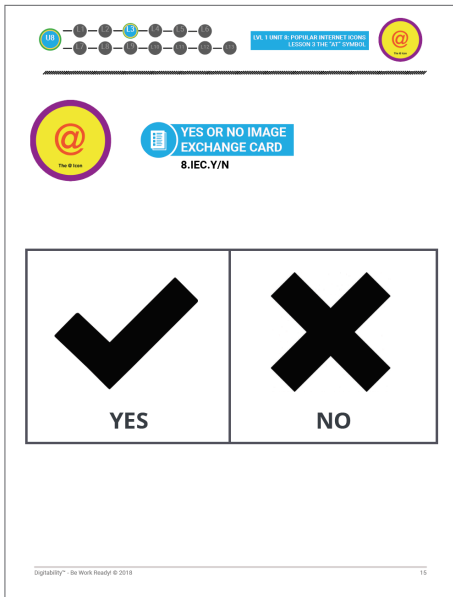 U8
L1 L2 L3 L4 L5 L6
L7 L8 L9 L10 L11 L12 L13
LVL 1 UNIT 8: POPULAR INTERNET ICONS
LESSON 3 THE "AT" SYMBOL
@
The @ Icon
@
The @ Icon
YES OR NO IMAGE
EXCHANGE CARD
8.IEC.Y/N
YES NO
Digitability™ - Be Work Ready! © 2018 15